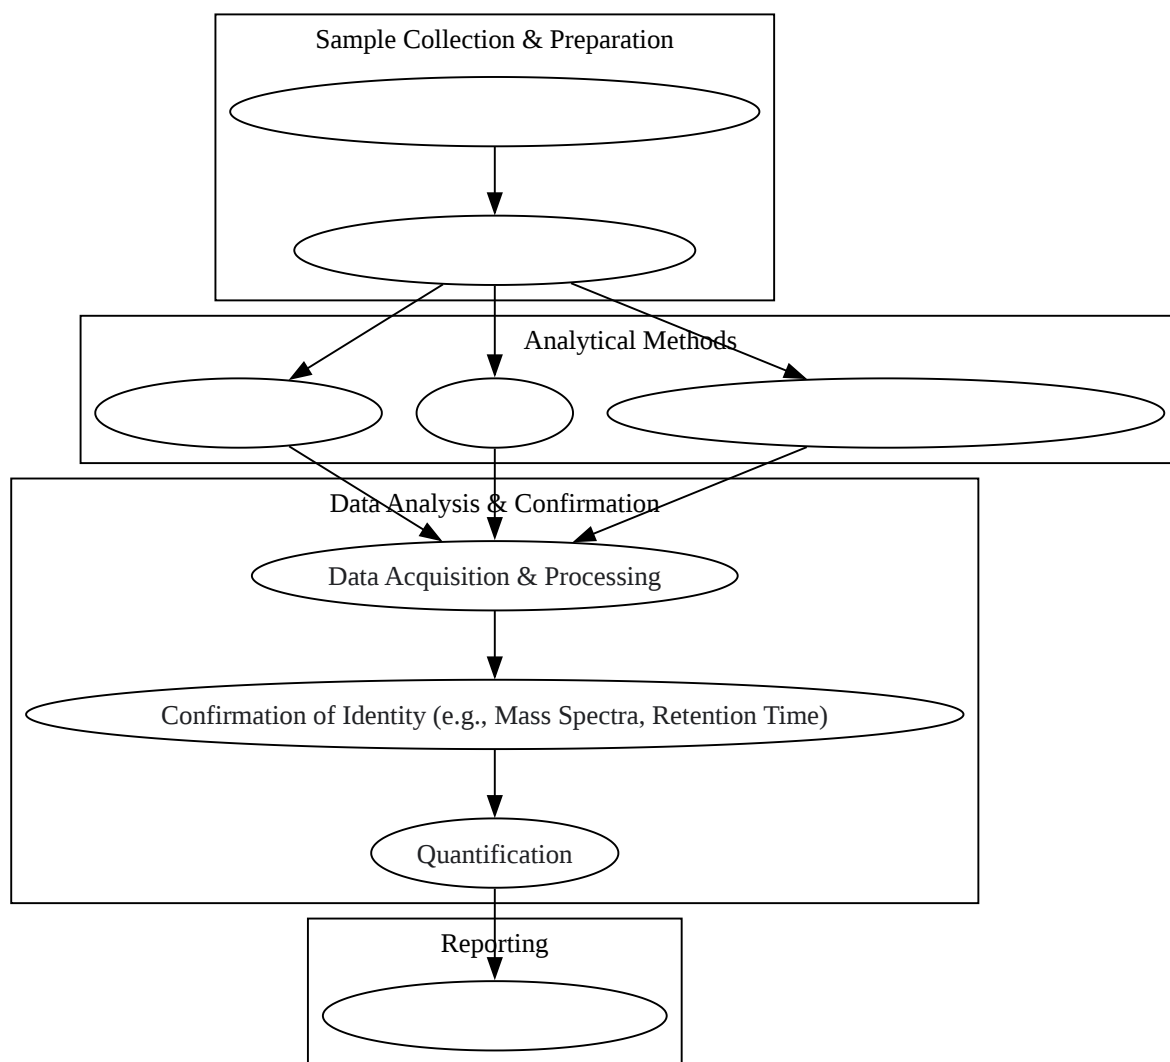 Sample Collection & Preparation
Analytical Methods
Data Analysis & Confirmation
Data Acquisition & Processing
Confirmation of Identity (e.g., Mass Spectra, Retention Time)
Quantification
Reporting